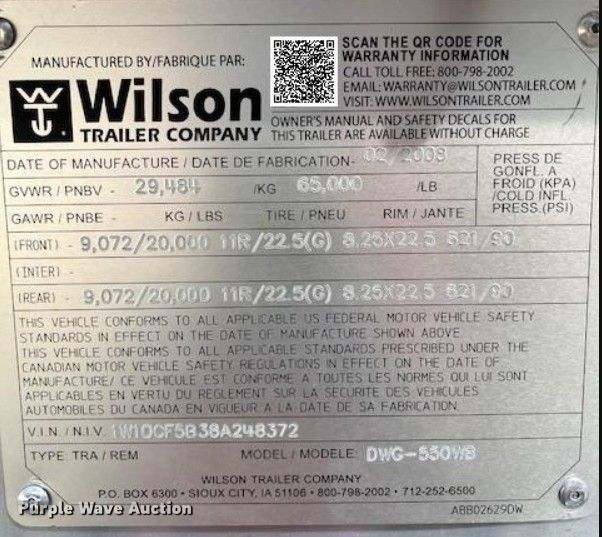 MANUFACTURED BY/FABRIQUE PAR:
Wilson
TRAILER COMPANY
SCAN THE QR CODE FOR
WARRANTY INFORMATION
CALL TOLL FREE: 800-798-2002
EMAIL: WARRANTY@WILSONTRAILER.COM
VISIT: WWW.WILSONTRAILER.COM
OWNER'S MANUAL AND SAFETY DECALS FOR
THIS TRAILER ARE AVAILABLE WITHOUT CHARGE
DATE OF MANUFACTURE / DATE DE FABRICATION- 02/2008
PRESS DE
GONFL. A
FROID (KPA)
/COLD INFL.
PRESS.(PSI)
GVWR / PNBV - 29,484 /KG 65,000 /LB
GAWR / PNBE - KG / LBS TIRE / PNEU RIM / JANTE
(FRONT) - 9,072/20,000 11R/22.5(G) 8.25X22.5 621/90
(INTER) -
(REAR) - 9,072/20,000 11R/22.5(G) 8.25X22.5 621/90
THIS VEHICLE CONFORMS TO ALL APPLICABLE US FEDERAL MOTOR VEHICLE SAFETY
STANDARDS IN EFFECT ON THE DATE OF MANUFACTURE SHOWN ABOVE
THIS VEHICLE CONFORMS TO ALL APPLICABLE STANDARDS PRESCRIBED UNDER THE
CANADIAN MOTOR VEHICLE SAFETY REGULATIONS IN EFFECT ON THE DATE OF
MANUFACTURE/ CE VEHICULE EST CONFORME A TOUTES LES NORMES QUI LUI SONT
APPLICABLES EN VERTU DU REGLEMENT SUR LA SECURITE DES VEHICULES
AUTOMOBILES DU CANADA EN VIGUEUR A LA DATE DE SA FABRICATION.
V.I.N. / N.I.V. 1W1OCF5B38A248372
TYPE: TRA / REM MODEL / MODELE: DWG-550WB
WILSON TRAILER COMPANY
P.O. BOX 6300 • SIOUX CITY, IA 51106 • 800-798-2002 • 712-252-6500
ABB02629DW
Purple Wave Auction